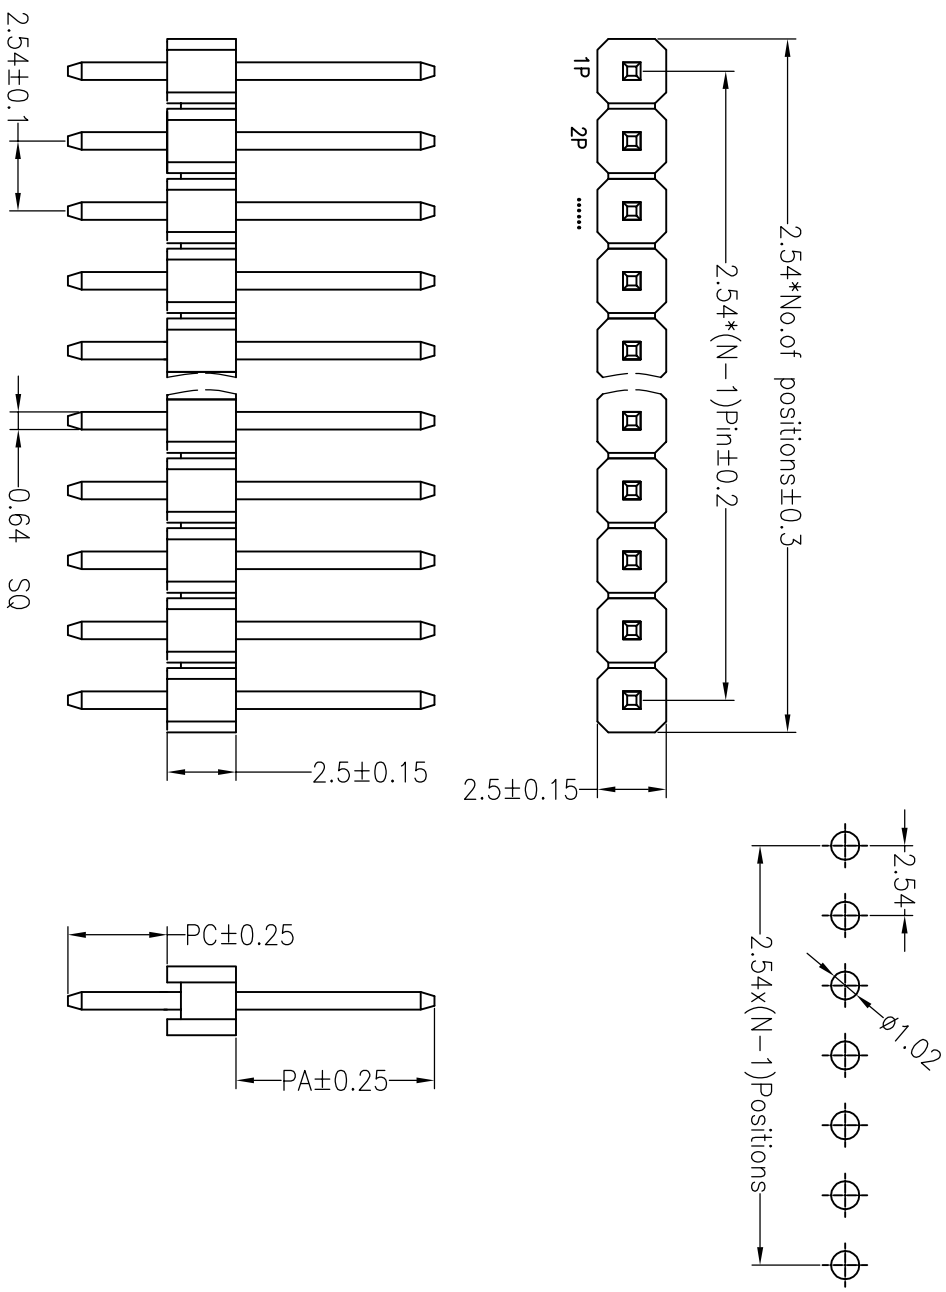 2.54*No.of positions±0.3
2.54*(N-1)Pin±0.2
1P
2P
......
2.54±0.1
0.64 SQ
2.5±0.15
2.5±0.15
2.54
ø1.02
2.54x(N-1)Positions
PC±0.25
PA±0.25